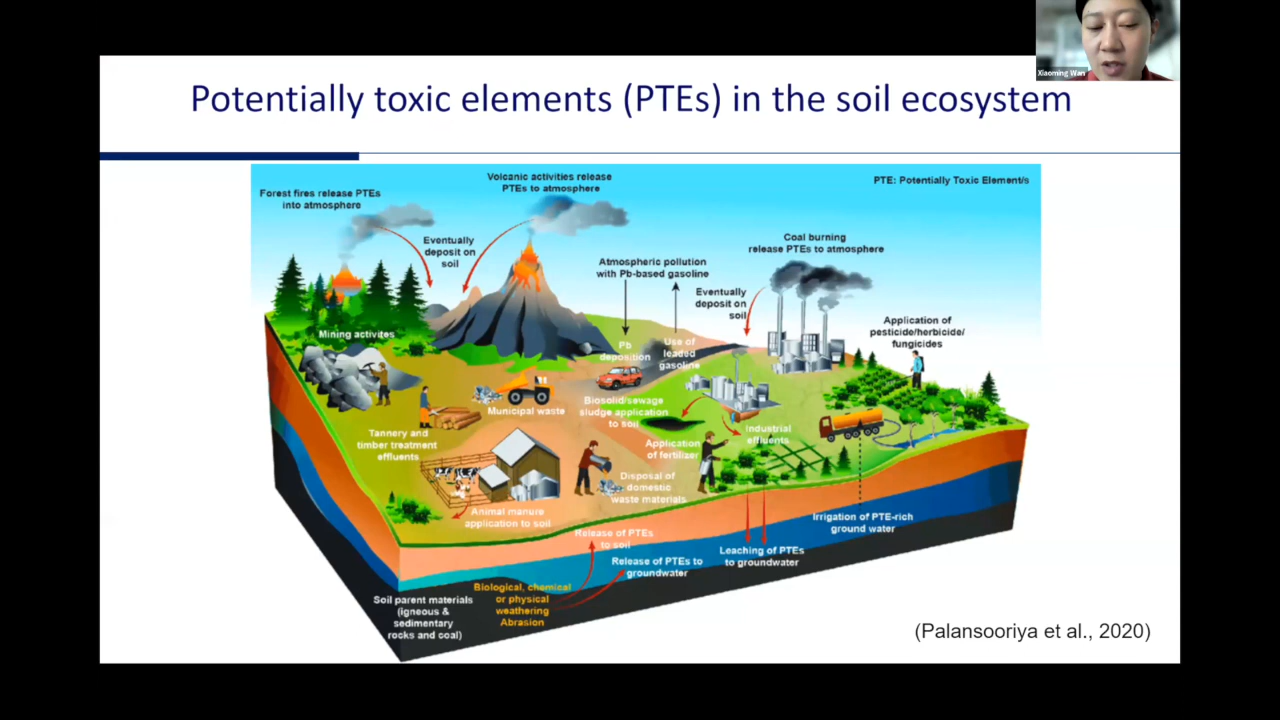 Xiaoming Wan
Potentially toxic elements (PTEs) in the soil ecosystem
Forest fires release PTEs
into atmosphere
Volcanic activities release
PTEs to atmosphere
PTE: Potentially Toxic Element/s
Eventually
deposit on
soil
Atmospheric pollution
with Pb-based gasoline
Coal burning
release PTEs to atmosphere
Eventually
deposit on
soil
Application of
pesticide/herbicide/
fungicides
Mining activites
Pb
deposition
Use of
leaded
gasoline
Municipal waste
Biosolid/sewage
sludge application
to soil
Tannery and
timber treatment
effluents
Application
of fertilizer
Industrial
effluents
Disposal of
domestic
waste materials
Animal manure
application to soil
Irrigation of PTE-rich
ground water
Release of PTEs
to soil
Release of PTEs to
groundwater
Leaching of PTEs
to groundwater
Soil parent materials
(igneous &
sedimentary
rocks and coal)
Biological, chemical
or physical
weathering
Abrasion
(Palansooriya et al., 2020)